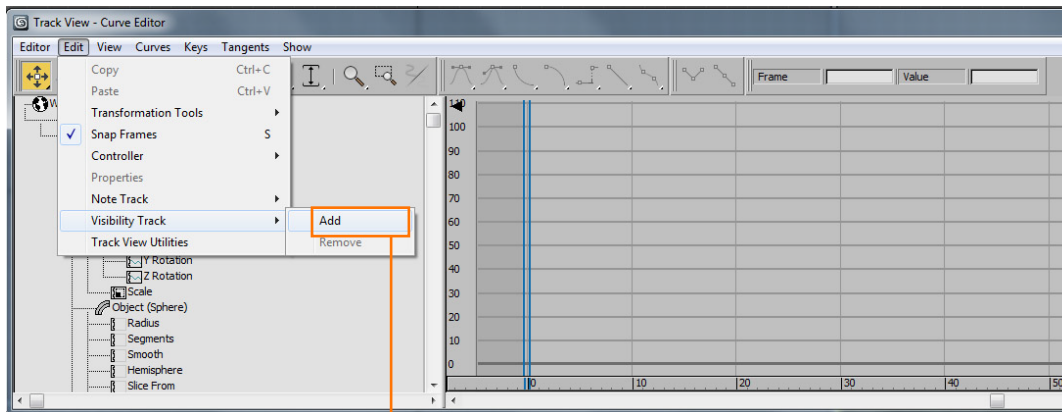 Track View - Curve Editor
Editor Edit View Curves Keys Tangents Show
Frame Value
Copy Ctrl+C
Paste Ctrl+V
Transformation Tools
Snap Frames S
Controller
Properties
Note Track
Visibility Track
Add
Track View Utilities
Remove
Y Rotation
Z Rotation
Scale
Object (Sphere)
Radius
Segments
Smooth
Hemisphere
Slice From
110
100
90
80
70
60
50
40
30
20
10
0
0 10 20 30 40 50